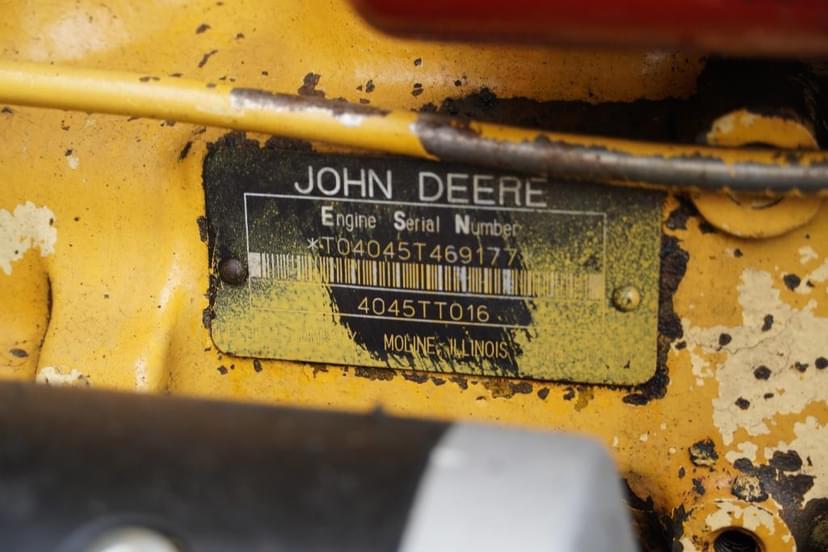 JOHN DEERE
Engine Serial Number
*T04045T469177*
4045TT016
MOLINE, ILLINOIS